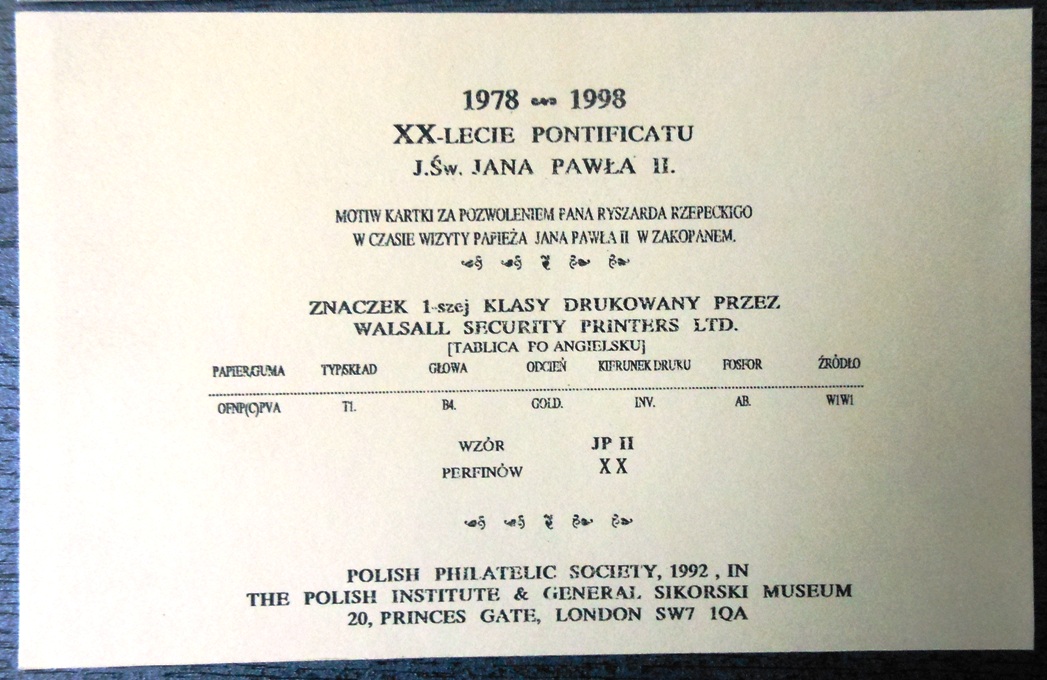 1978 1998
XX-LECIE PONTIFICATU
J.Św. JANA PAWŁA II.
MOTIW KARTKI ZA POZWOLENIEM PANA RYSZARDA RZEPECKIGO
W CZASIE WIZYTY PAPIEŻA JANA PAWŁA II W ZAKOPANEM.
ZNACZEK 1-szej KLASY DRUKOWANY PRZEZ
WALSALL SECURITY PRINTERS LTD.
[TABLICA PO ANGIELSKU]
PAPIER/GUMA TYP/SKŁAD GŁOWA ODCIEŃ KIERUNEK DRUKU FOSFOR ŹRÓDŁO
OFNP(C)PVA T1. B4. GOLD. INV. AB. W1W1
WZÓR JP II
PERFINÓW XX
POLISH PHILATELIC SOCIETY, 1992 , IN
THE POLISH INSTITUTE & GENERAL SIKORSKI MUSEUM
20, PRINCES GATE, LONDON SW7 1QA